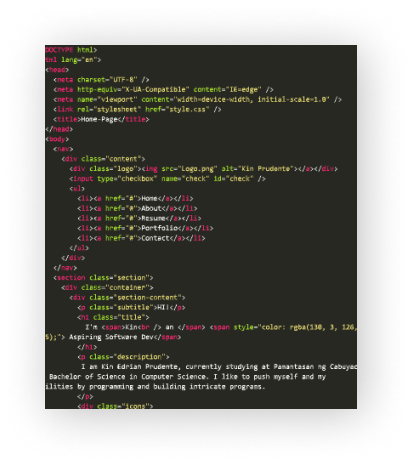 DOCTYPE html>
tml lang="en">
<head>
<meta charset="UTF-8" />
<meta http-equiv="X-UA-Compatible" content="IE=edge" />
<meta name="viewport" content="width=device-width, initial-scale=1.0" />
<link rel="stylesheet" href="style.css" />
<title>Home-Page</title>
</head>
<body>
<nav>
<div class="content">
<div class="logo"><img src="Logo.png" alt="Kin Prudente"></a></div>
<input type="checkbox" name="check" id="check" />
<ul>
<li><a href="#">Home</a></li>
<li><a href="#">About</a></li>
<li><a href="#">Resume</a></li>
<li><a href="#">Portfolio</a></li>
<li><a href="#">Contact</a></li>
</ul>
</div>
</nav>
<section class="section">
<div class="container">
<div class="section-content">
<p class="subtitle">HI!</p>
<h1 class="title">
I'm <span>Kin<br /> an </span> <span style="color: rgba(130, 3, 126,
5);"> Aspiring Software Dev</span>
</h1>
<p class="description">
I am Kin Edrian Prudente, currently studying at Pamantasan ng Cabuyao
Bachelor of Science in Computer Science. I like to push myself and my
ilities by programming and building intricate programs.
</p>
<div class="icons">